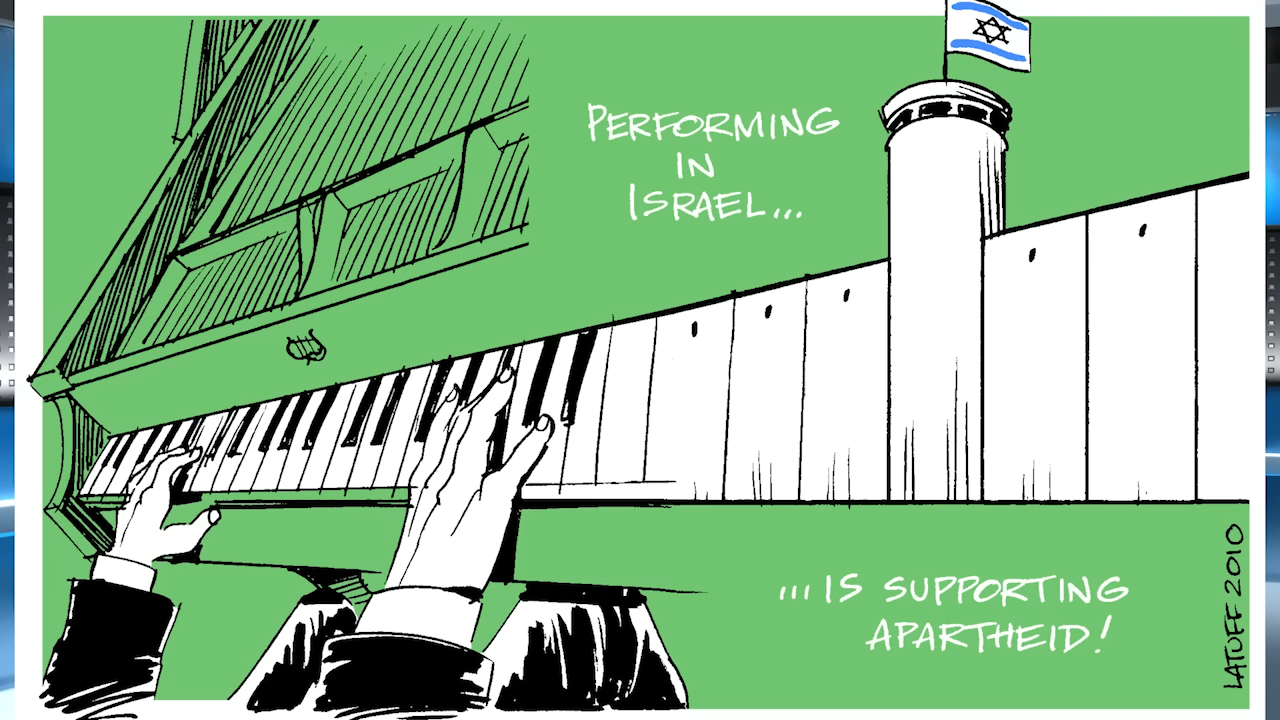 PERFORMING
IN
ISRAEL...
...IS SUPPORTING
APARTHEID!
LATUFF 2010